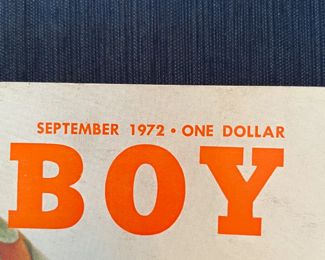 SEPTEMBER 1972 • ONE DOLLAR
BOY